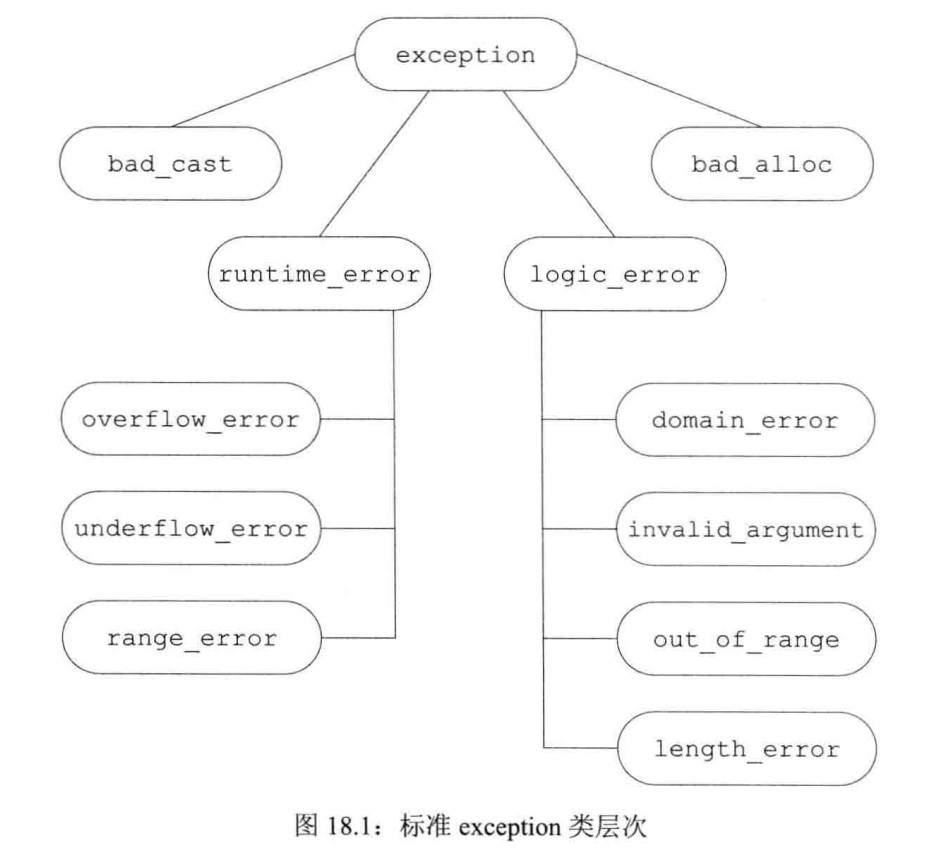 exception
bad_cast
bad_alloc
runtime_error
logic_error
overflow_error
domain_error
underflow_error
invalid_argument
range_error
out_of_range
length_error
图 18.1：标准 exception 类层次